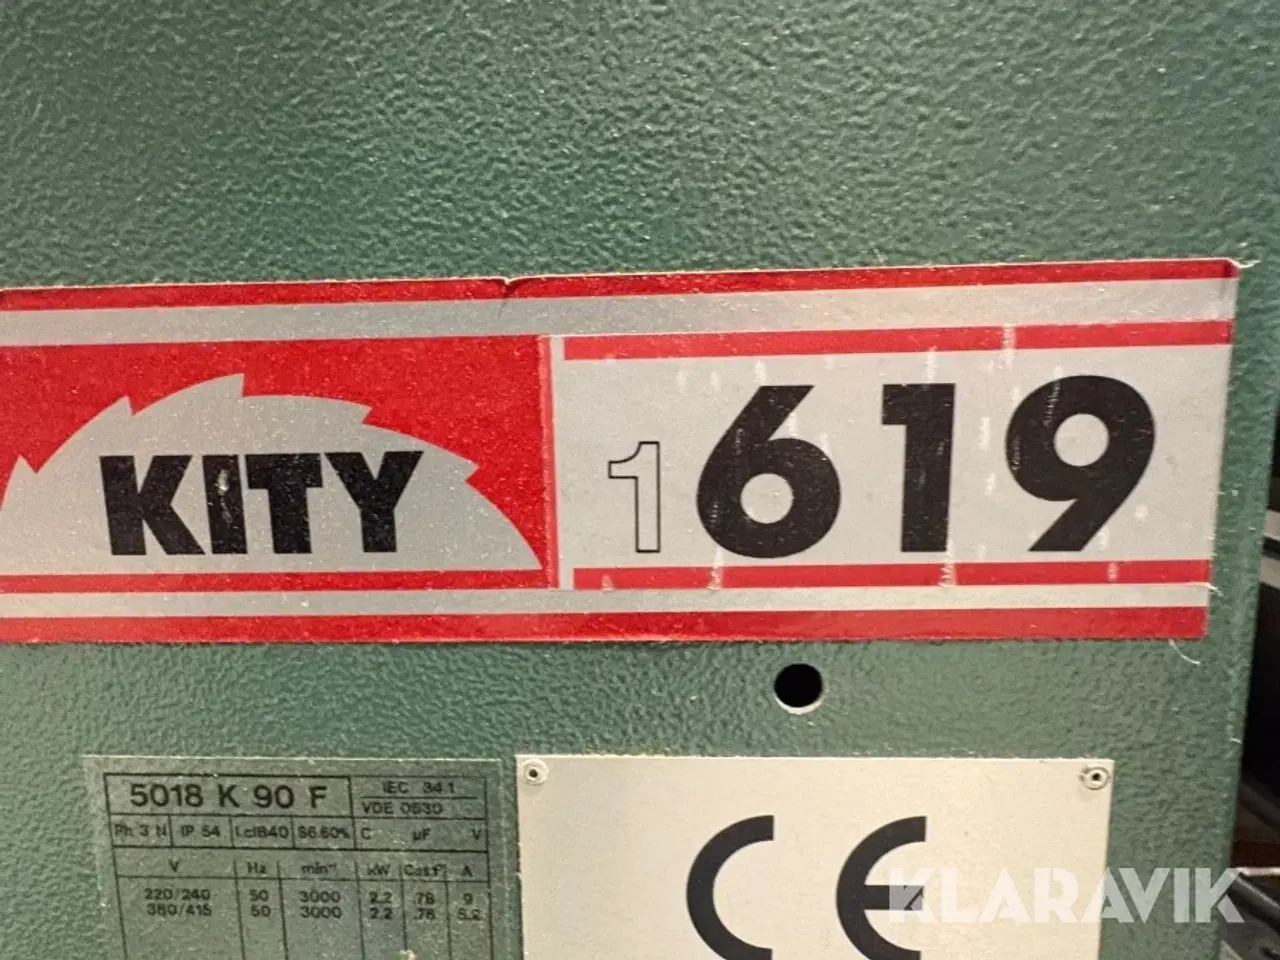 KITY 1619
5018 K 90 F IEC 34.1
VDE 0530
Ph. 3 N IP 54 I.cl B40 S6.60% C µF V
V Hz min⁻¹ kW Cos.f A
220/240 50 3000 2.2 .78 9
380/415 50 3000 2.2 .78 5.2
CE
KLARAVIK